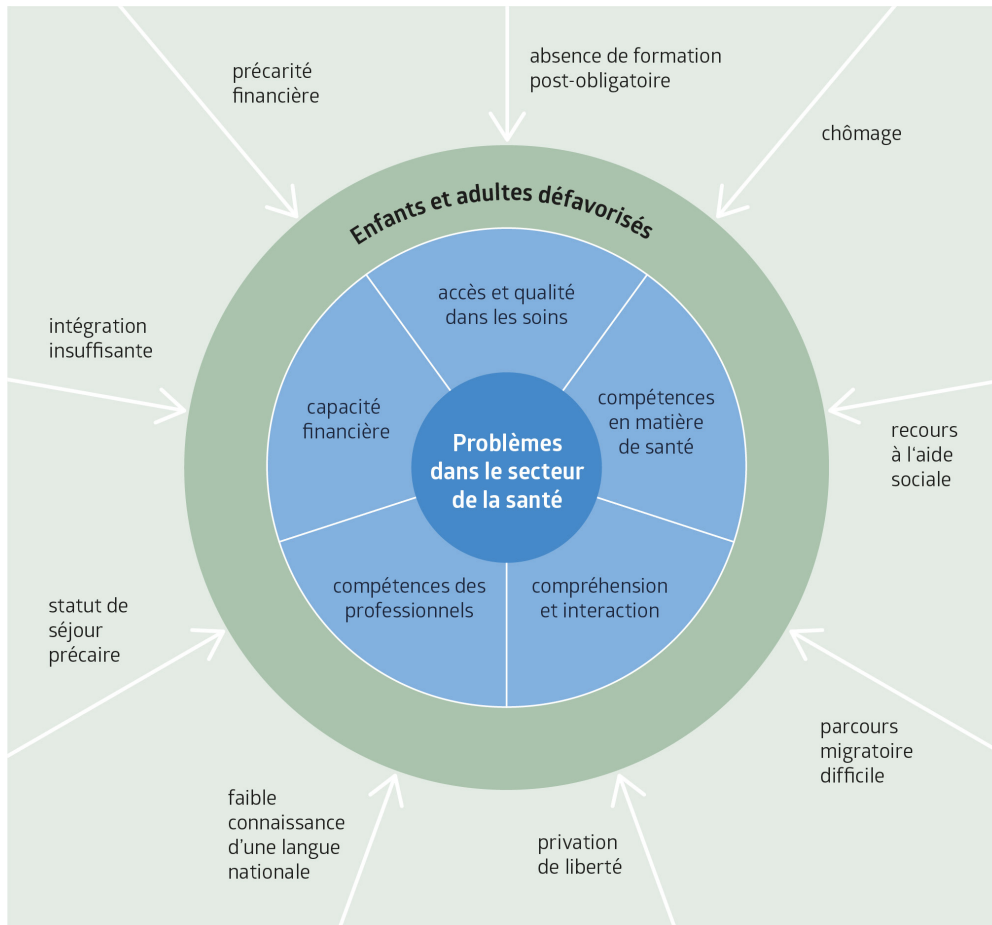 précarité
financière
absence de formation
post-obligatoire
chômage
Enfants et adultes défavorisés
accès et qualité
dans les soins
intégration
insuffisante
capacité
financière
compétences
en matière
de santé
Problèmes
dans le secteur
de la santé
recours
à l‘aide
sociale
compétences des
professionnels
compréhension
et interaction
statut de
séjour
précaire
parcours
migratoire
difficile
faible
connaissance
d’une langue
nationale
privation
de liberté